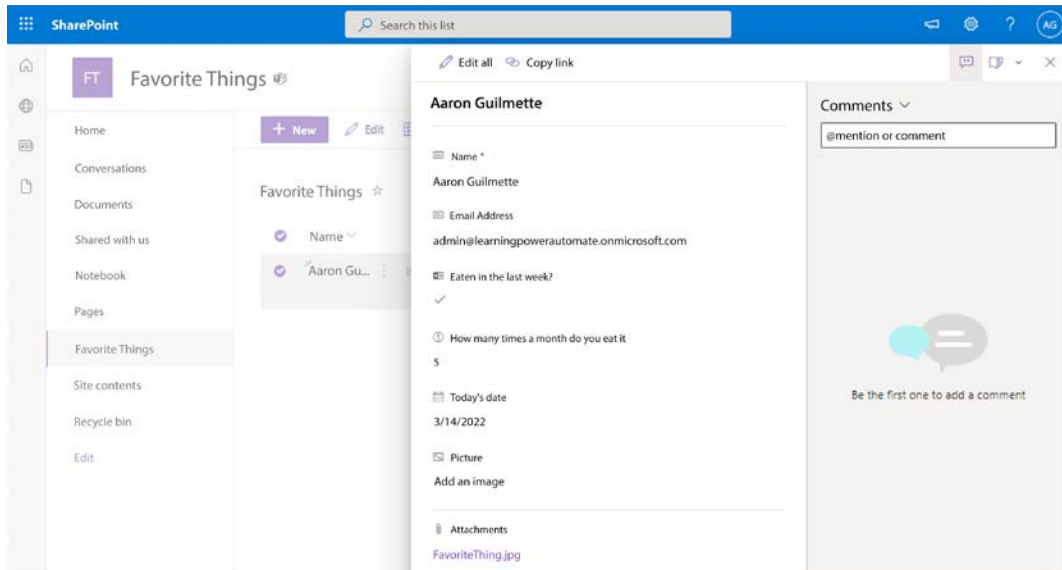 SharePoint
Search this list
?
AG
FT
Favorite Things
Home
Conversations
Documents
Shared with us
Notebook
Pages
Favorite Things
Site contents
Recycle bin
Edit
+ New
Edit
Favorite Things
Name
Aaron Gu...
Edit all
Copy link
Aaron Guilmette
Name *
Aaron Guilmette
Email Address
admin@learningpowerautomate.onmicrosoft.com
Eaten in the last week?
How many times a month do you eat it
5
Today's date
3/14/2022
Picture
Add an image
Attachments
FavoriteThing.jpg
Comments
@mention or comment
Be the first one to add a comment